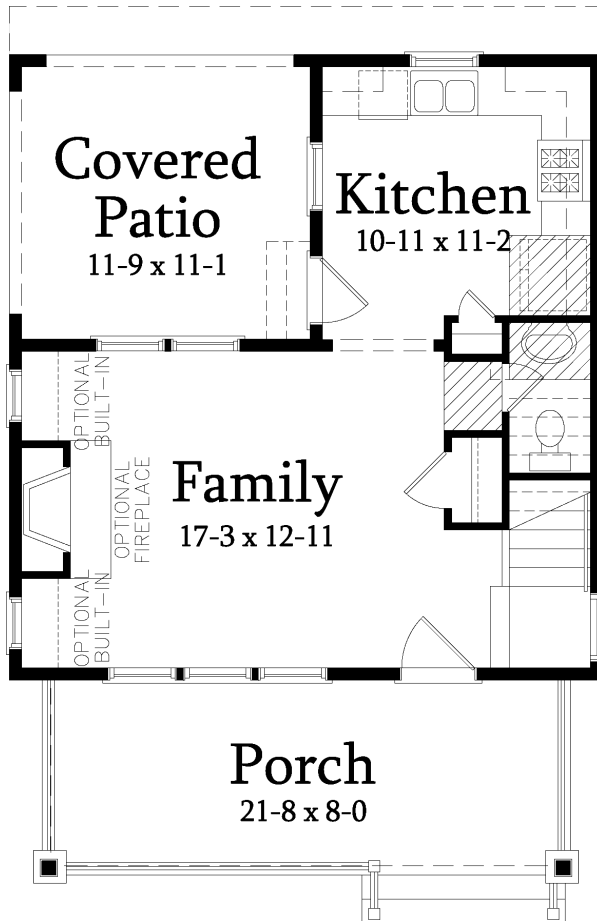 Covered
Patio
11-9 x 11-1
Kitchen
10-11 x 11-2
OPTIONAL
BUILT-IN
Family
17-3 x 12-11
OPTIONAL
FIREPLACE
OPTIONAL
BUILT-IN
Porch
21-8 x 8-0